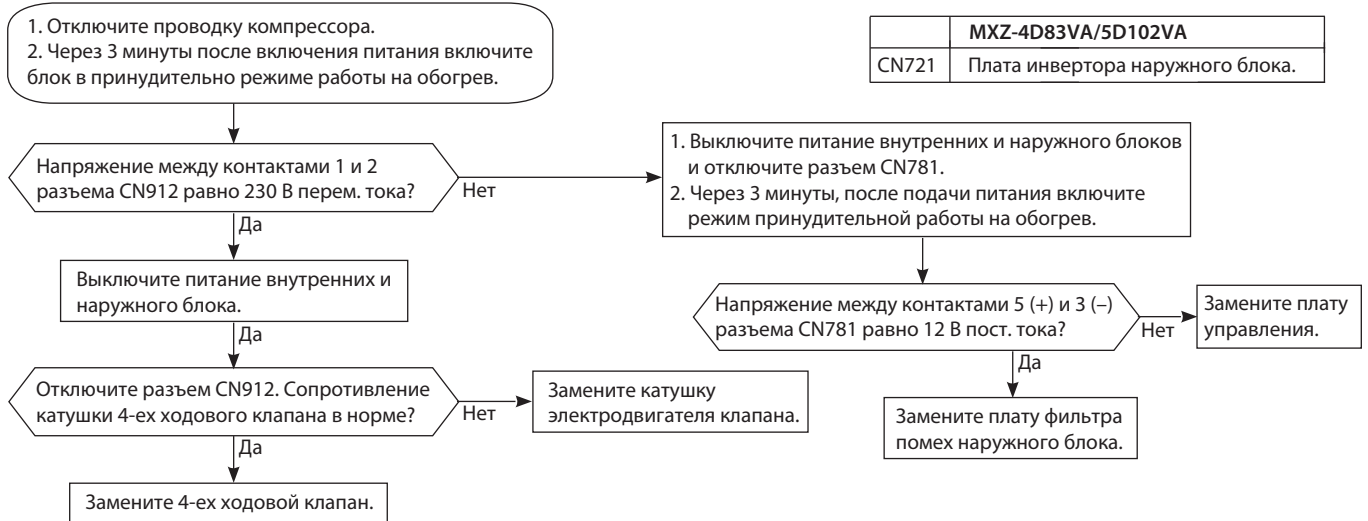 1. Отключите проводку компрессора.
2. Через 3 минуты после включения питания включите
блок в принудительно режиме работы на обогрев.
MXZ-4D83VA/5D102VA
CN721 Плата инвертора наружного блока.
Напряжение между контактами 1 и 2
разъема CN912 равно 230 В перем. тока?
Нет
Да
1. Выключите питание внутренних и наружного блоков
и отключите разъем CN781.
2. Через 3 минуты, после подачи питания включите
режим принудительной работы на обогрев.
Выключите питание внутренних и
наружного блока.
Да
Напряжение между контактами 5 (+) и 3 (–)
разъема CN781 равно 12 В пост. тока?
Нет
Замените плату
управления.
Да
Отключите разъем CN912. Сопротивление
катушки 4-ех ходового клапана в норме?
Нет
Замените катушку
электродвигателя клапана.
Замените плату фильтра
помех наружного блока.
Да
Замените 4-ех ходовой клапан.